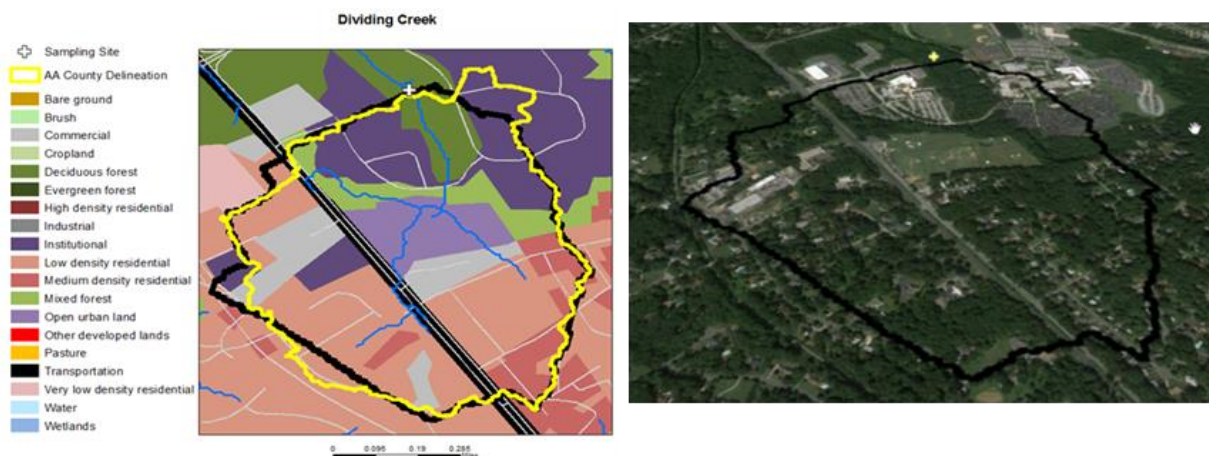 Dividing Creek
Sampling Site
AA County Delineation
Bare ground
Brush
Commercial
Cropland
Deciduous forest
Evergreen forest
High density residential
Industrial
Institutional
Low density residential
Medium density residential
Mixed forest
Open urban land
Other developed lands
Pasture
Transportation
Very low density residential
Water
Wetlands
0 0.095 0.19 0.285